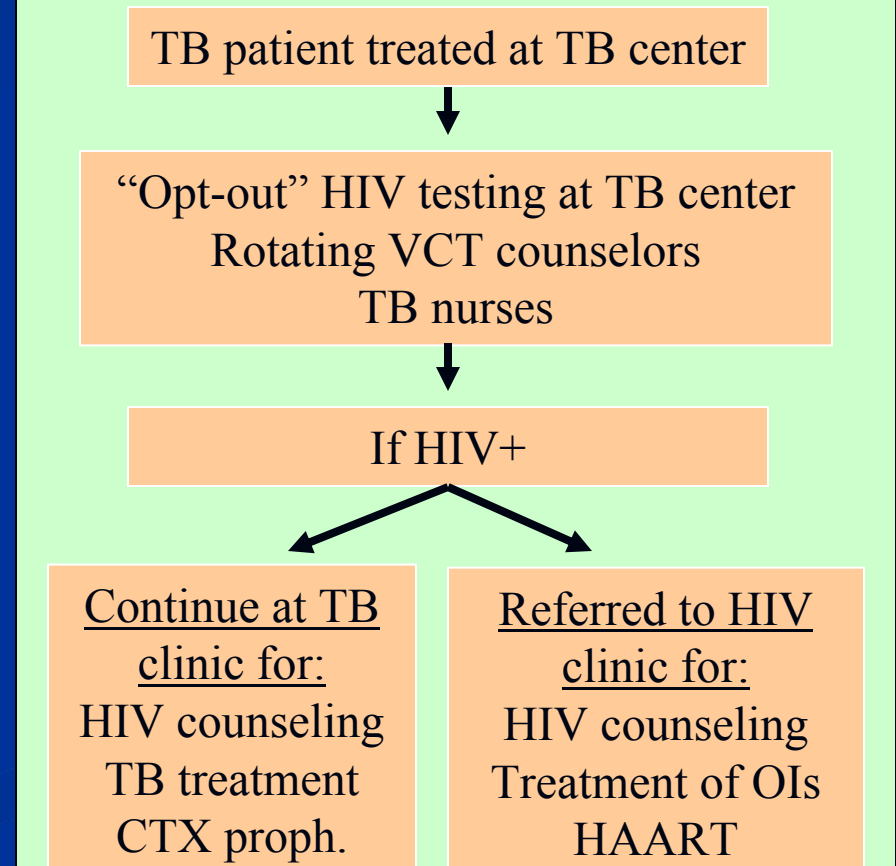 TB patient treated at TB center
“Opt-out” HIV testing at TB center
Rotating VCT counselors
TB nurses
If HIV+
Continue at TB
clinic for:
HIV counseling
TB treatment
CTX proph.
Referred to HIV
clinic for:
HIV counseling
Treatment of OIs
HAART